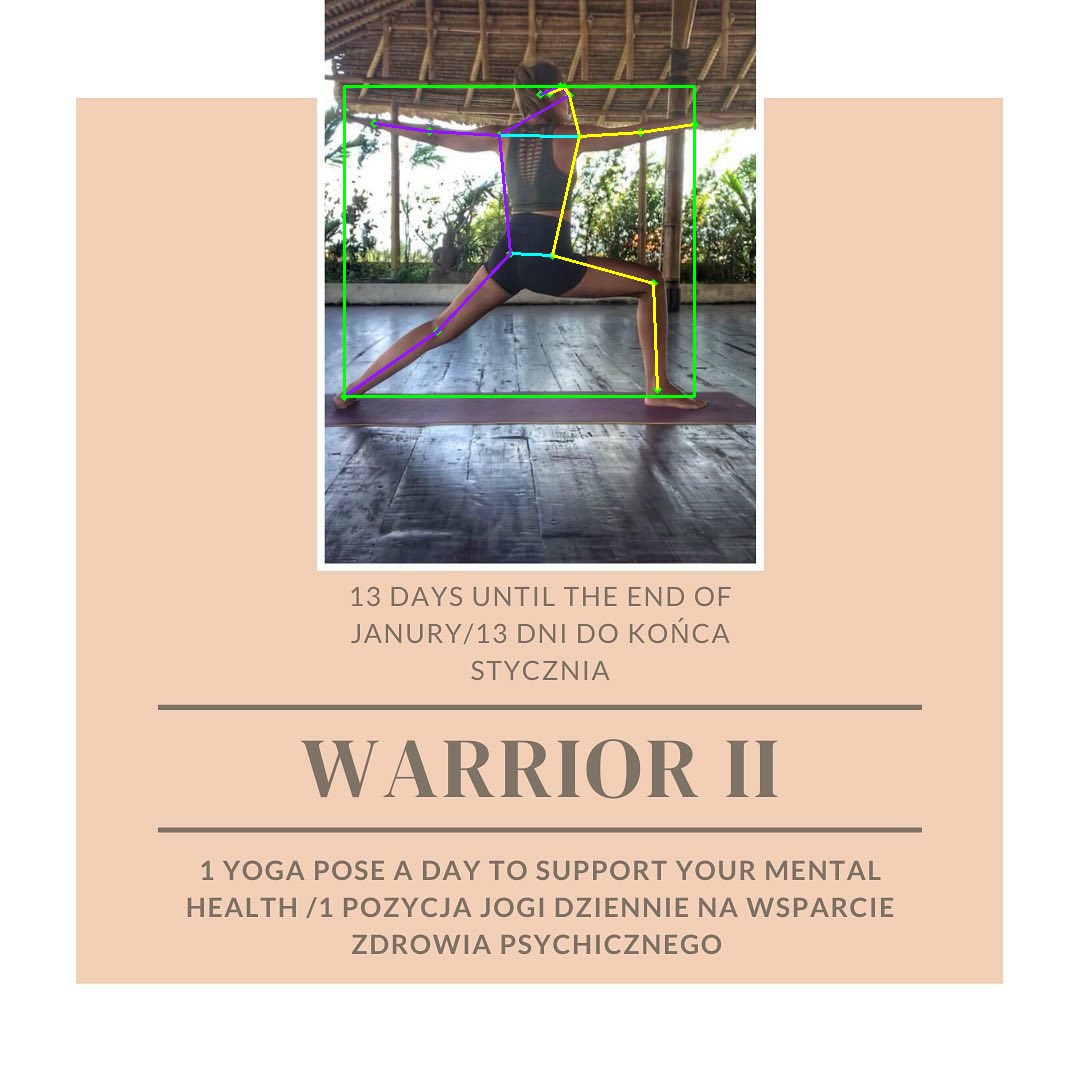 13 DAYS UNTIL THE END OF
JANURY/13 DNI DO KOŃCA
STYCZNIA
WARRIOR II
1 YOGA POSE A DAY TO SUPPORT YOUR MENTAL
HEALTH /1 POZYCJA JOGI DZIENNIE NA WSPARCIE
ZDROWIA PSYCHICZNEGO